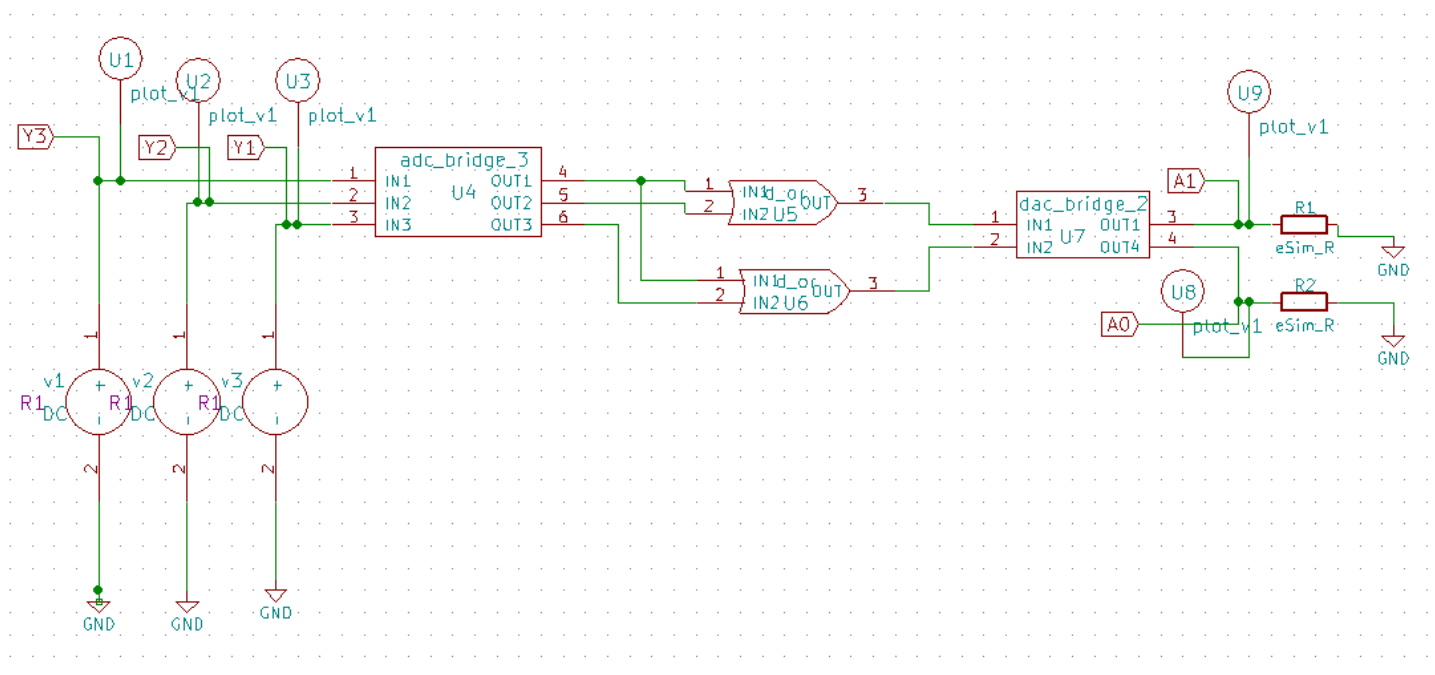 U1
plot_v1
U2
plot_v1
U3
plot_v1
Y3
Y2
Y1
adc_bridge_3
U4
1 IN1 OUT1 4
2 IN2 OUT2 5
3 IN3 OUT3 6
1 IN1 d_or OUT 3
2 IN2 U5
1 IN1 d_or OUT 3
2 IN2 U6
dac_bridge_2
U7
1 IN1 OUT1 3
2 IN2 OUT4 4
U9
plot_v1
A1
R1
eSim_R
GND
U8
plot_v1
A0
R2
eSim_R
GND
1
v1
R1
DC
+
-
2
GND
1
v2
R1
DC
+
-
2
GND
1
v3
R1
DC
+
-
2
GND